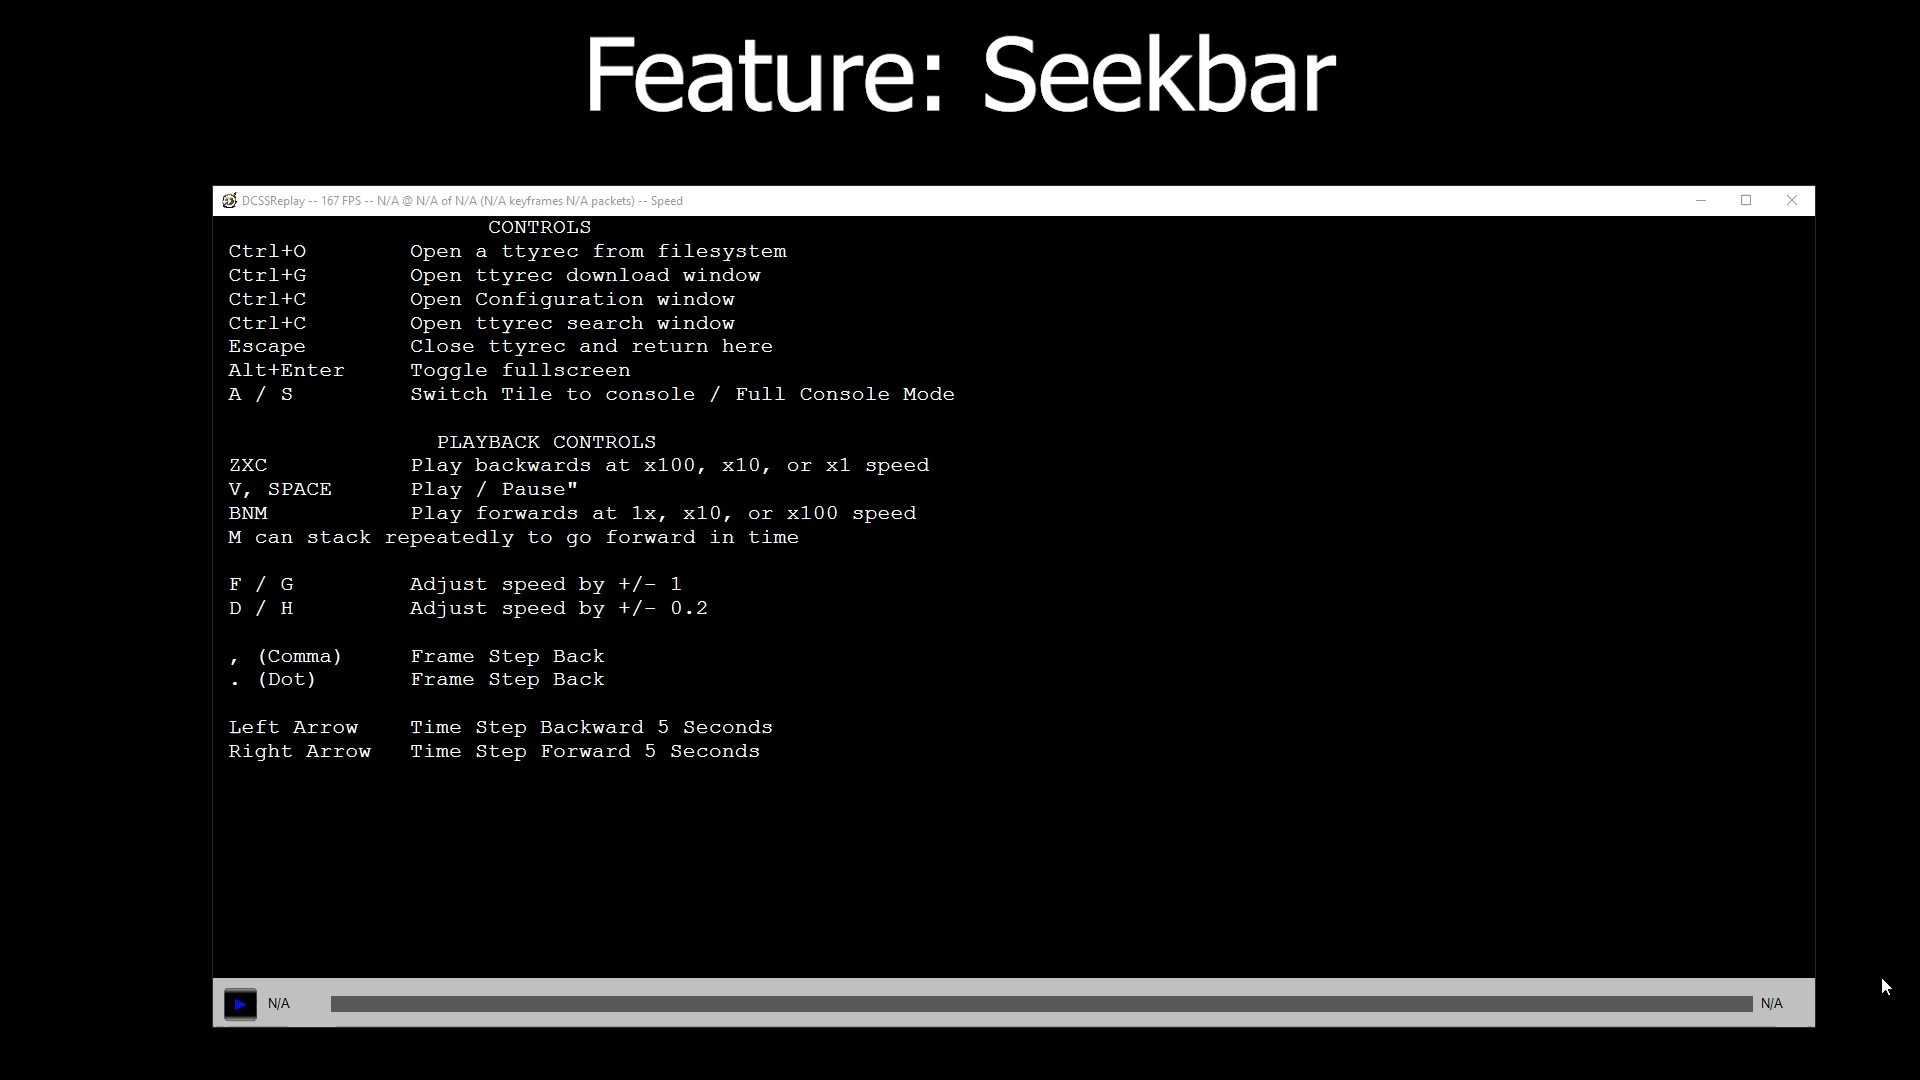 Feature: Seekbar
DCSSReplay -- 167 FPS -- N/A @ N/A of N/A (N/A keyframes N/A packets) -- Speed
CONTROLS
Ctrl+O Open a ttyrec from filesystem
Ctrl+G Open ttyrec download window
Ctrl+C Open Configuration window
Ctrl+C Open ttyrec search window
Escape Close ttyrec and return here
Alt+Enter Toggle fullscreen
A / S Switch Tile to console / Full Console Mode
PLAYBACK CONTROLS
ZXC Play backwards at x100, x10, or x1 speed
V, SPACE Play / Pause"
BNM Play forwards at 1x, x10, or x100 speed
M can stack repeatedly to go forward in time
F / G Adjust speed by +/- 1
D / H Adjust speed by +/- 0.2
, (Comma) Frame Step Back
. (Dot) Frame Step Back
Left Arrow Time Step Backward 5 Seconds
Right Arrow Time Step Forward 5 Seconds
N/A N/A